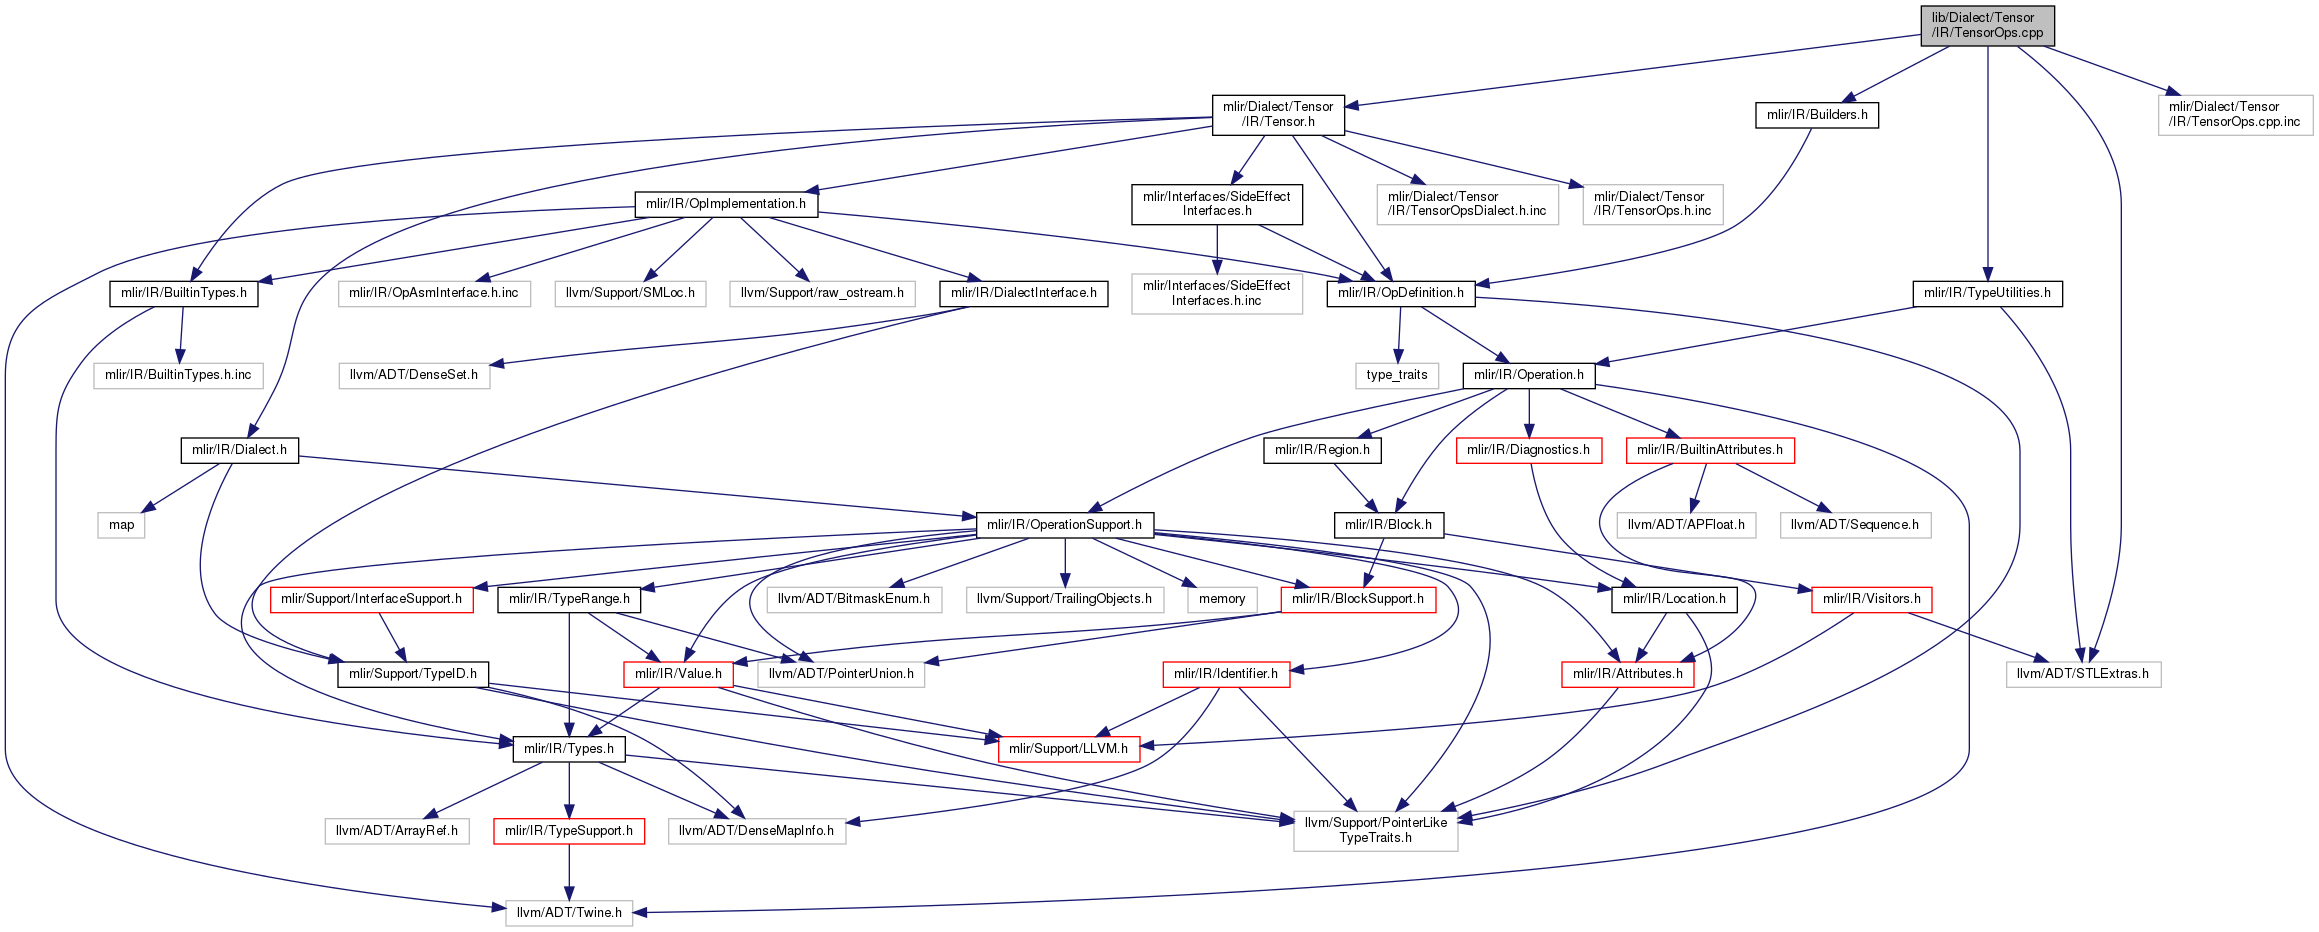 lib/Dialect/Tensor
/IR/TensorOps.cpp
mlir/Dialect/Tensor
/IR/Tensor.h
mlir/IR/Builders.h
mlir/Dialect/Tensor
/IR/TensorOps.cpp.inc
mlir/IR/OpImplementation.h
mlir/Interfaces/SideEffect
Interfaces.h
mlir/Dialect/Tensor
/IR/TensorOpsDialect.h.inc
mlir/Dialect/Tensor
/IR/TensorOps.h.inc
mlir/IR/BuiltinTypes.h
mlir/IR/OpAsmInterface.h.inc
llvm/Support/SMLoc.h
llvm/Support/raw_ostream.h
mlir/IR/DialectInterface.h
mlir/Interfaces/SideEffect
Interfaces.h.inc
mlir/IR/OpDefinition.h
mlir/IR/TypeUtilities.h
mlir/IR/BuiltinTypes.h.inc
llvm/ADT/DenseSet.h
type_traits
mlir/IR/Operation.h
mlir/IR/Dialect.h
mlir/IR/Region.h
mlir/IR/Diagnostics.h
mlir/IR/BuiltinAttributes.h
map
mlir/IR/OperationSupport.h
mlir/IR/Block.h
llvm/ADT/APFloat.h
llvm/ADT/Sequence.h
mlir/Support/InterfaceSupport.h
mlir/IR/TypeRange.h
llvm/ADT/BitmaskEnum.h
llvm/Support/TrailingObjects.h
memory
mlir/IR/BlockSupport.h
mlir/IR/Location.h
mlir/IR/Visitors.h
mlir/Support/TypeID.h
mlir/IR/Value.h
llvm/ADT/PointerUnion.h
mlir/IR/Identifier.h
mlir/IR/Attributes.h
llvm/ADT/STLExtras.h
mlir/IR/Types.h
mlir/Support/LLVM.h
llvm/ADT/ArrayRef.h
mlir/IR/TypeSupport.h
llvm/ADT/DenseMapInfo.h
llvm/Support/PointerLike
TypeTraits.h
llvm/ADT/Twine.h